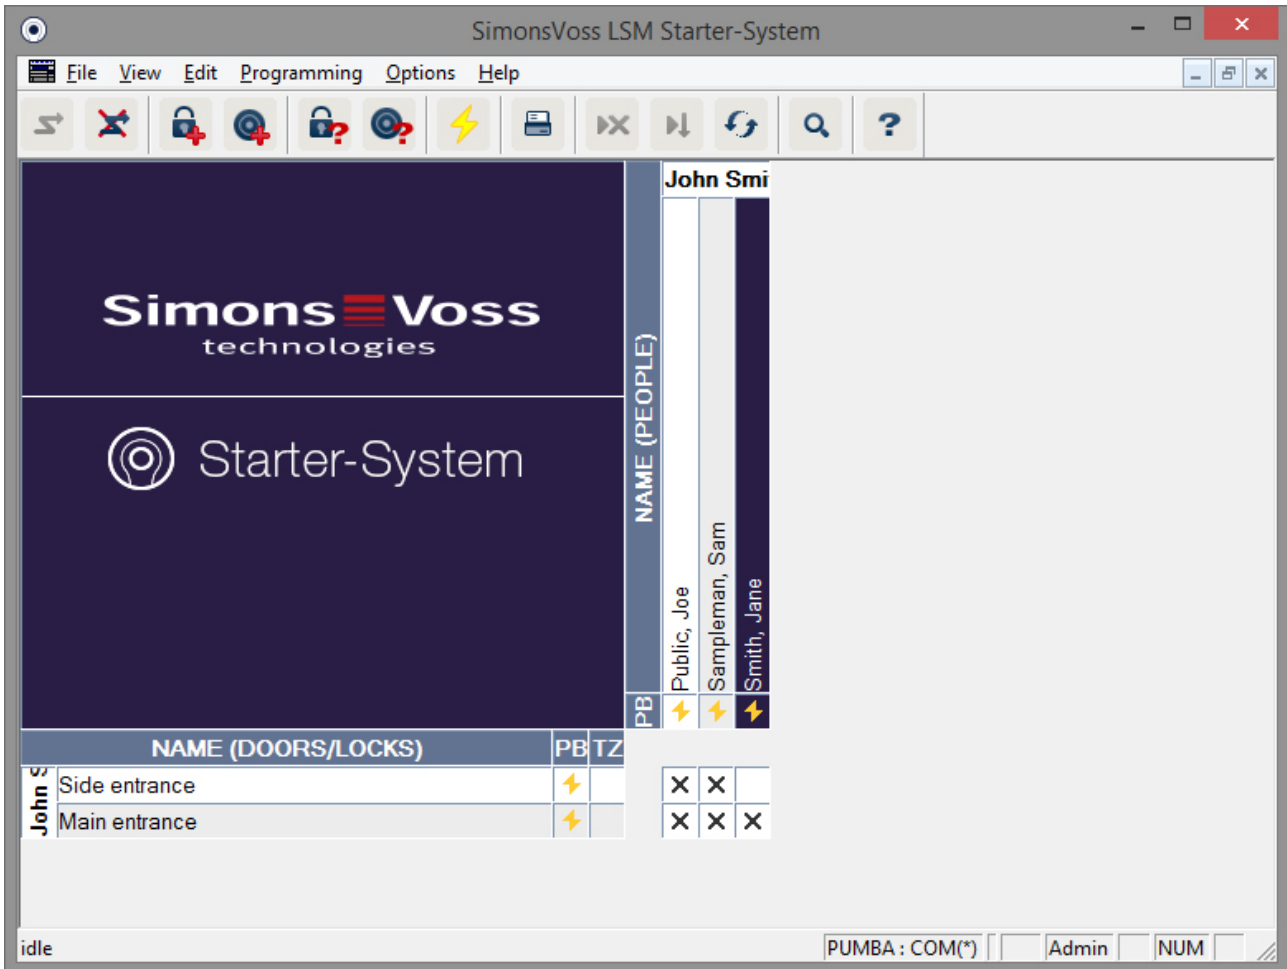 SimonsVoss LSM Starter-System
File View Edit Programming Options Help
John Smi
Simons Voss
technologies
Starter-System
NAME (PEOPLE)
Public, Joe
Sampleman, Sam
Smith, Jane
PB
NAME (DOORS/LOCKS) PB TZ
John S
Side entrance
Main entrance
idle PUMBA : COM(*) Admin NUM